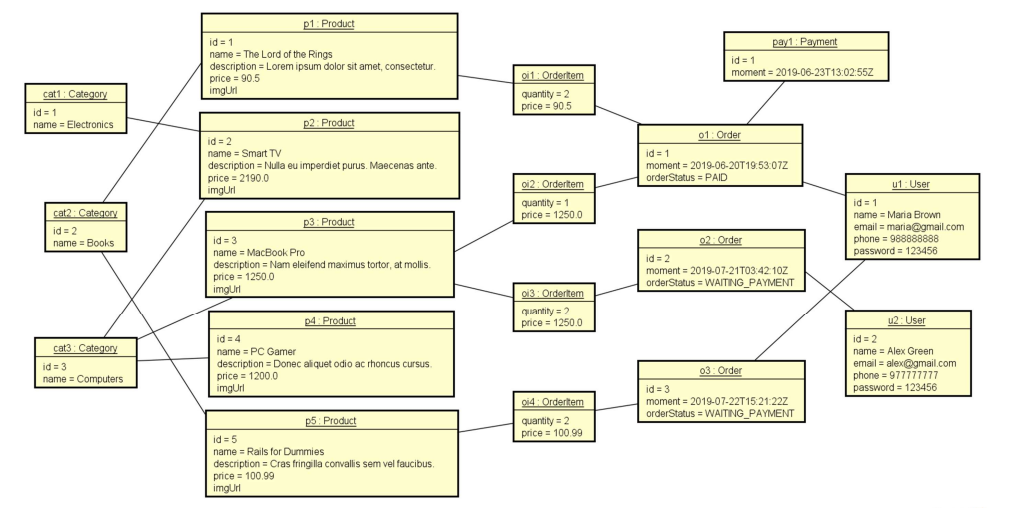 p1 : Product
id = 1
name = The Lord of the Rings
description = Lorem ipsum dolor sit amet, consectetur.
price = 90.5
imgUrl
pay1 : Payment
id = 1
moment = 2019-06-23T13:02:55Z
oi1 : OrderItem
quantity = 2
price = 90.5
cat1 : Category
id = 1
name = Electronics
p2 : Product
id = 2
name = Smart TV
description = Nulla eu imperdiet purus. Maecenas ante.
price = 2190.0
imgUrl
o1 : Order
id = 1
moment = 2019-06-20T19:53:07Z
orderStatus = PAID
oi2 : OrderItem
quantity = 1
price = 1250.0
u1 : User
id = 1
name = Maria Brown
email = maria@gmail.com
phone = 988888888
password = 123456
cat2 : Category
id = 2
name = Books
p3 : Product
id = 3
name = MacBook Pro
description = Nam eleifend maximus tortor, at mollis.
price = 1250.0
imgUrl
o2 : Order
id = 2
moment = 2019-07-21T03:42:10Z
orderStatus = WAITING_PAYMENT
oi3 : OrderItem
quantity = 2
price = 1250.0
p4 : Product
id = 4
name = PC Gamer
description = Donec aliquet odio ac rhoncus cursus.
price = 1200.0
imgUrl
u2 : User
id = 2
name = Alex Green
email = alex@gmail.com
phone = 977777777
password = 123456
cat3 : Category
id = 3
name = Computers
o3 : Order
id = 3
moment = 2019-07-22T15:21:22Z
orderStatus = WAITING_PAYMENT
oi4 : OrderItem
quantity = 2
price = 100.99
p5 : Product
id = 5
name = Rails for Dummies
description = Cras fringilla convallis sem vel faucibus.
price = 100.99
imgUrl